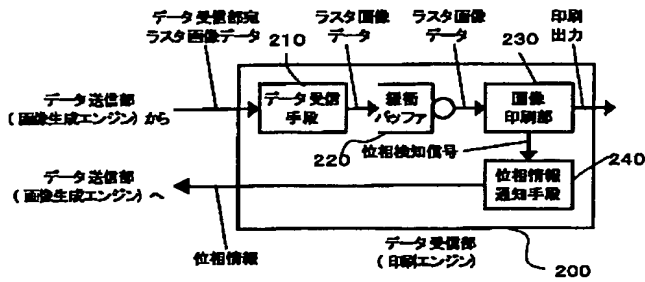 データ受信部宛
ラスタ画像データ
210
ラスタ画像
データ
ラスタ画像
データ
230
印刷
出力
データ送信部
(画像生成エンジン)から
データ受信
手段
緩衝
バッファ
画像
印刷部
220
位相検知信号
240
データ送信部
(画像生成エンジン)へ
位相情報
通知手段
位相情報
データ受信部
(印刷エンジン)
200